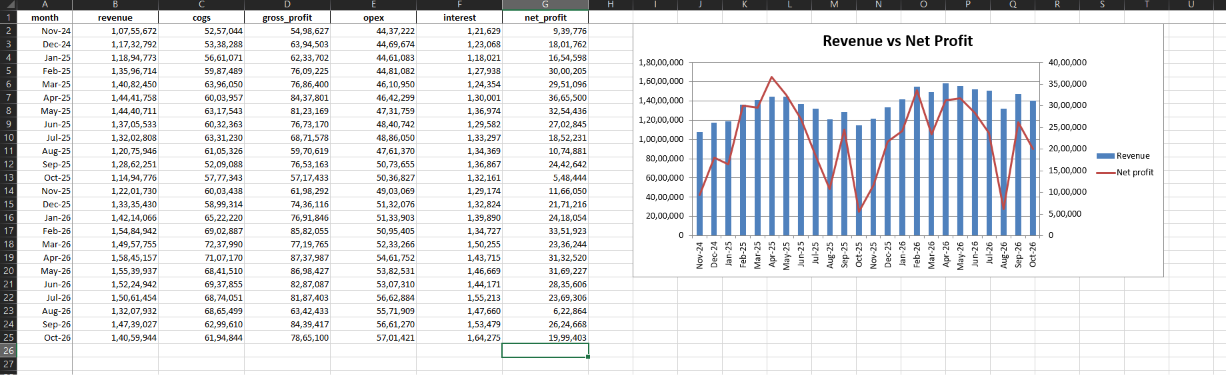 A B C D E F G H I J K L M N O P Q R S T U
1 month revenue cogs gross_profit opex interest net_profit
2 Nov-24 1,07,55,672 52,57,044 54,98,627 44,37,222 1,21,629 9,39,776
3 Dec-24 1,17,32,792 53,38,288 63,94,503 44,69,674 1,23,068 18,01,762
4 Jan-25 1,18,94,773 56,61,071 62,33,702 44,61,083 1,18,021 16,54,598
5 Feb-25 1,35,96,714 59,87,489 76,09,225 44,81,082 1,27,938 30,00,205
6 Mar-25 1,40,82,450 63,96,050 76,86,400 46,10,950 1,24,354 29,51,096
7 Apr-25 1,44,41,758 60,03,957 84,37,801 46,42,299 1,30,001 36,65,500
8 May-25 1,44,40,711 63,17,543 81,23,169 47,31,759 1,36,974 32,54,436
9 Jun-25 1,37,05,533 60,32,363 76,73,170 48,40,742 1,29,582 27,02,845
10 Jul-25 1,32,02,808 63,31,230 68,71,578 48,86,050 1,33,297 18,52,231
11 Aug-25 1,20,75,946 61,05,326 59,70,619 47,61,370 1,34,369 10,74,881
12 Sep-25 1,28,62,251 52,09,088 76,53,163 50,73,655 1,36,867 24,42,642
13 Oct-25 1,14,94,776 57,77,343 57,17,433 50,36,827 1,32,161 5,48,444
14 Nov-25 1,22,01,730 60,03,438 61,98,292 49,03,069 1,29,174 11,66,050
15 Dec-25 1,33,35,430 58,99,314 74,36,116 51,32,076 1,32,824 21,71,216
16 Jan-26 1,42,14,066 65,22,220 76,91,846 51,33,903 1,39,890 24,18,054
17 Feb-26 1,54,84,942 69,02,887 85,82,055 50,95,405 1,34,727 33,51,923
18 Mar-26 1,49,57,755 72,37,990 77,19,765 52,33,266 1,50,255 23,36,244
19 Apr-26 1,58,45,157 71,07,170 87,37,987 54,61,752 1,43,715 31,32,520
20 May-26 1,55,39,937 68,41,510 86,98,427 53,82,531 1,46,669 31,69,227
21 Jun-26 1,52,24,942 69,37,855 82,87,087 53,07,310 1,44,171 28,35,606
22 Jul-26 1,50,61,454 68,74,051 81,87,403 56,62,884 1,55,213 23,69,306
23 Aug-26 1,32,07,932 68,65,499 63,42,433 55,71,909 1,47,660 6,22,864
24 Sep-26 1,47,39,027 62,99,610 84,39,417 56,61,270 1,53,479 26,24,668
25 Oct-26 1,40,59,944 61,94,844 78,65,100 57,01,421 1,64,275 19,99,403
26
27
Revenue vs Net Profit
1,80,00,000
1,60,00,000
1,40,00,000
1,20,00,000
1,00,00,000
80,00,000
60,00,000
40,00,000
20,00,000
0
40,00,000
35,00,000
30,00,000
25,00,000
20,00,000
15,00,000
10,00,000
5,00,000
0
Nov-24 Dec-24 Jan-25 Feb-25 Mar-25 Apr-25 May-25 Jun-25 Jul-25 Aug-25 Sep-25 Oct-25 Nov-25 Dec-25 Jan-26 Feb-26 Mar-26 Apr-26 May-26 Jun-26 Jul-26 Aug-26 Sep-26 Oct-26
Revenue
Net profit